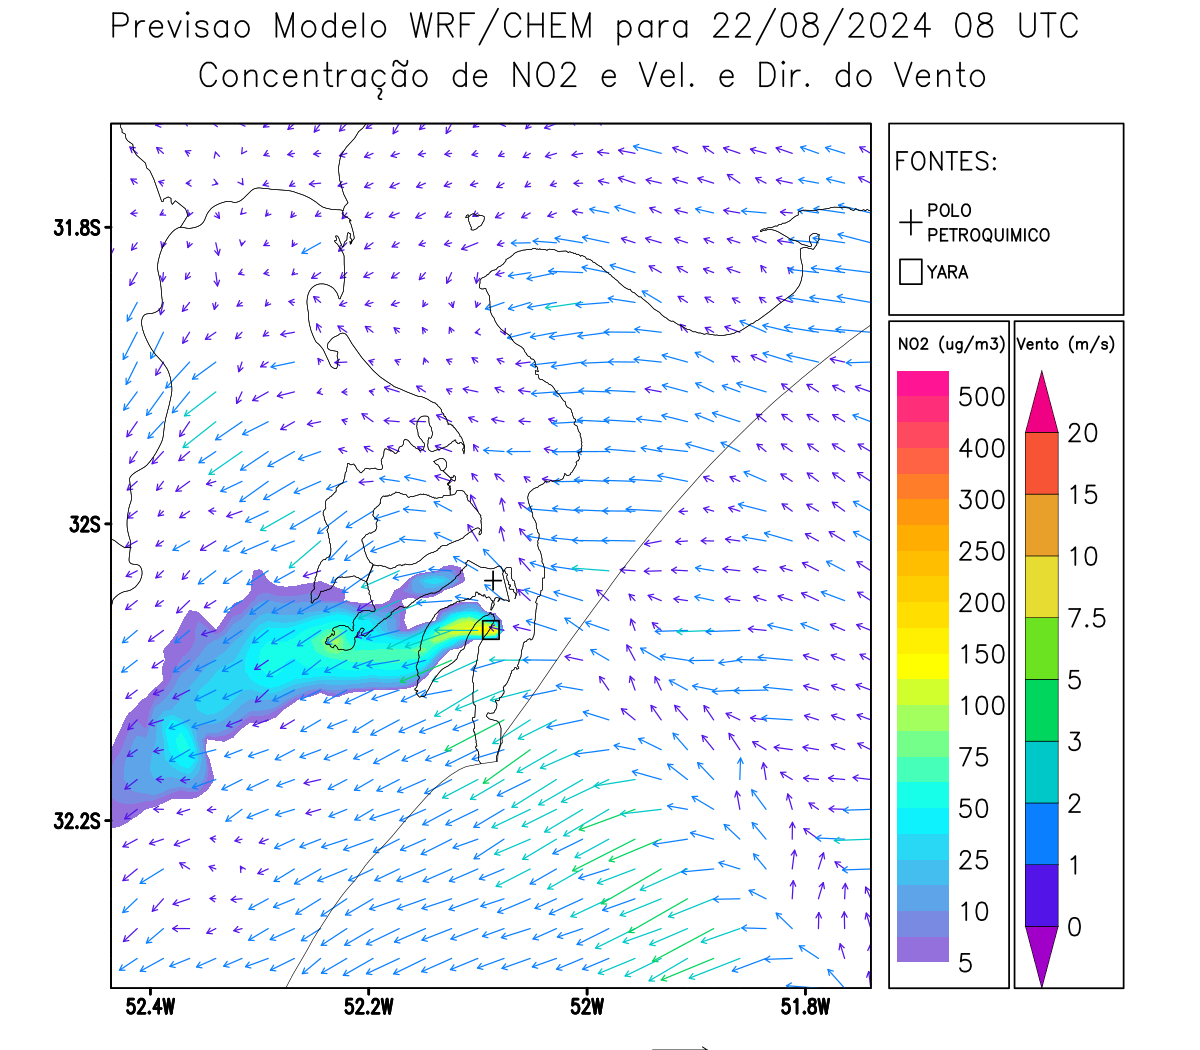 Previsao Modelo WRF/CHEM para 22/08/2024 08 UTC
Concentração de NO2 e Vel. e Dir. do Vento
FONTES:
POLO
PETROQUIMICO
YARA
NO2 (ug/m3)
500
400
300
250
200
150
100
75
50
25
10
5
Vento (m/s)
20
15
10
7.5
5
3
2
1
0
31.8S
32S
32.2S
52.4W
52.2W
52W
51.8W